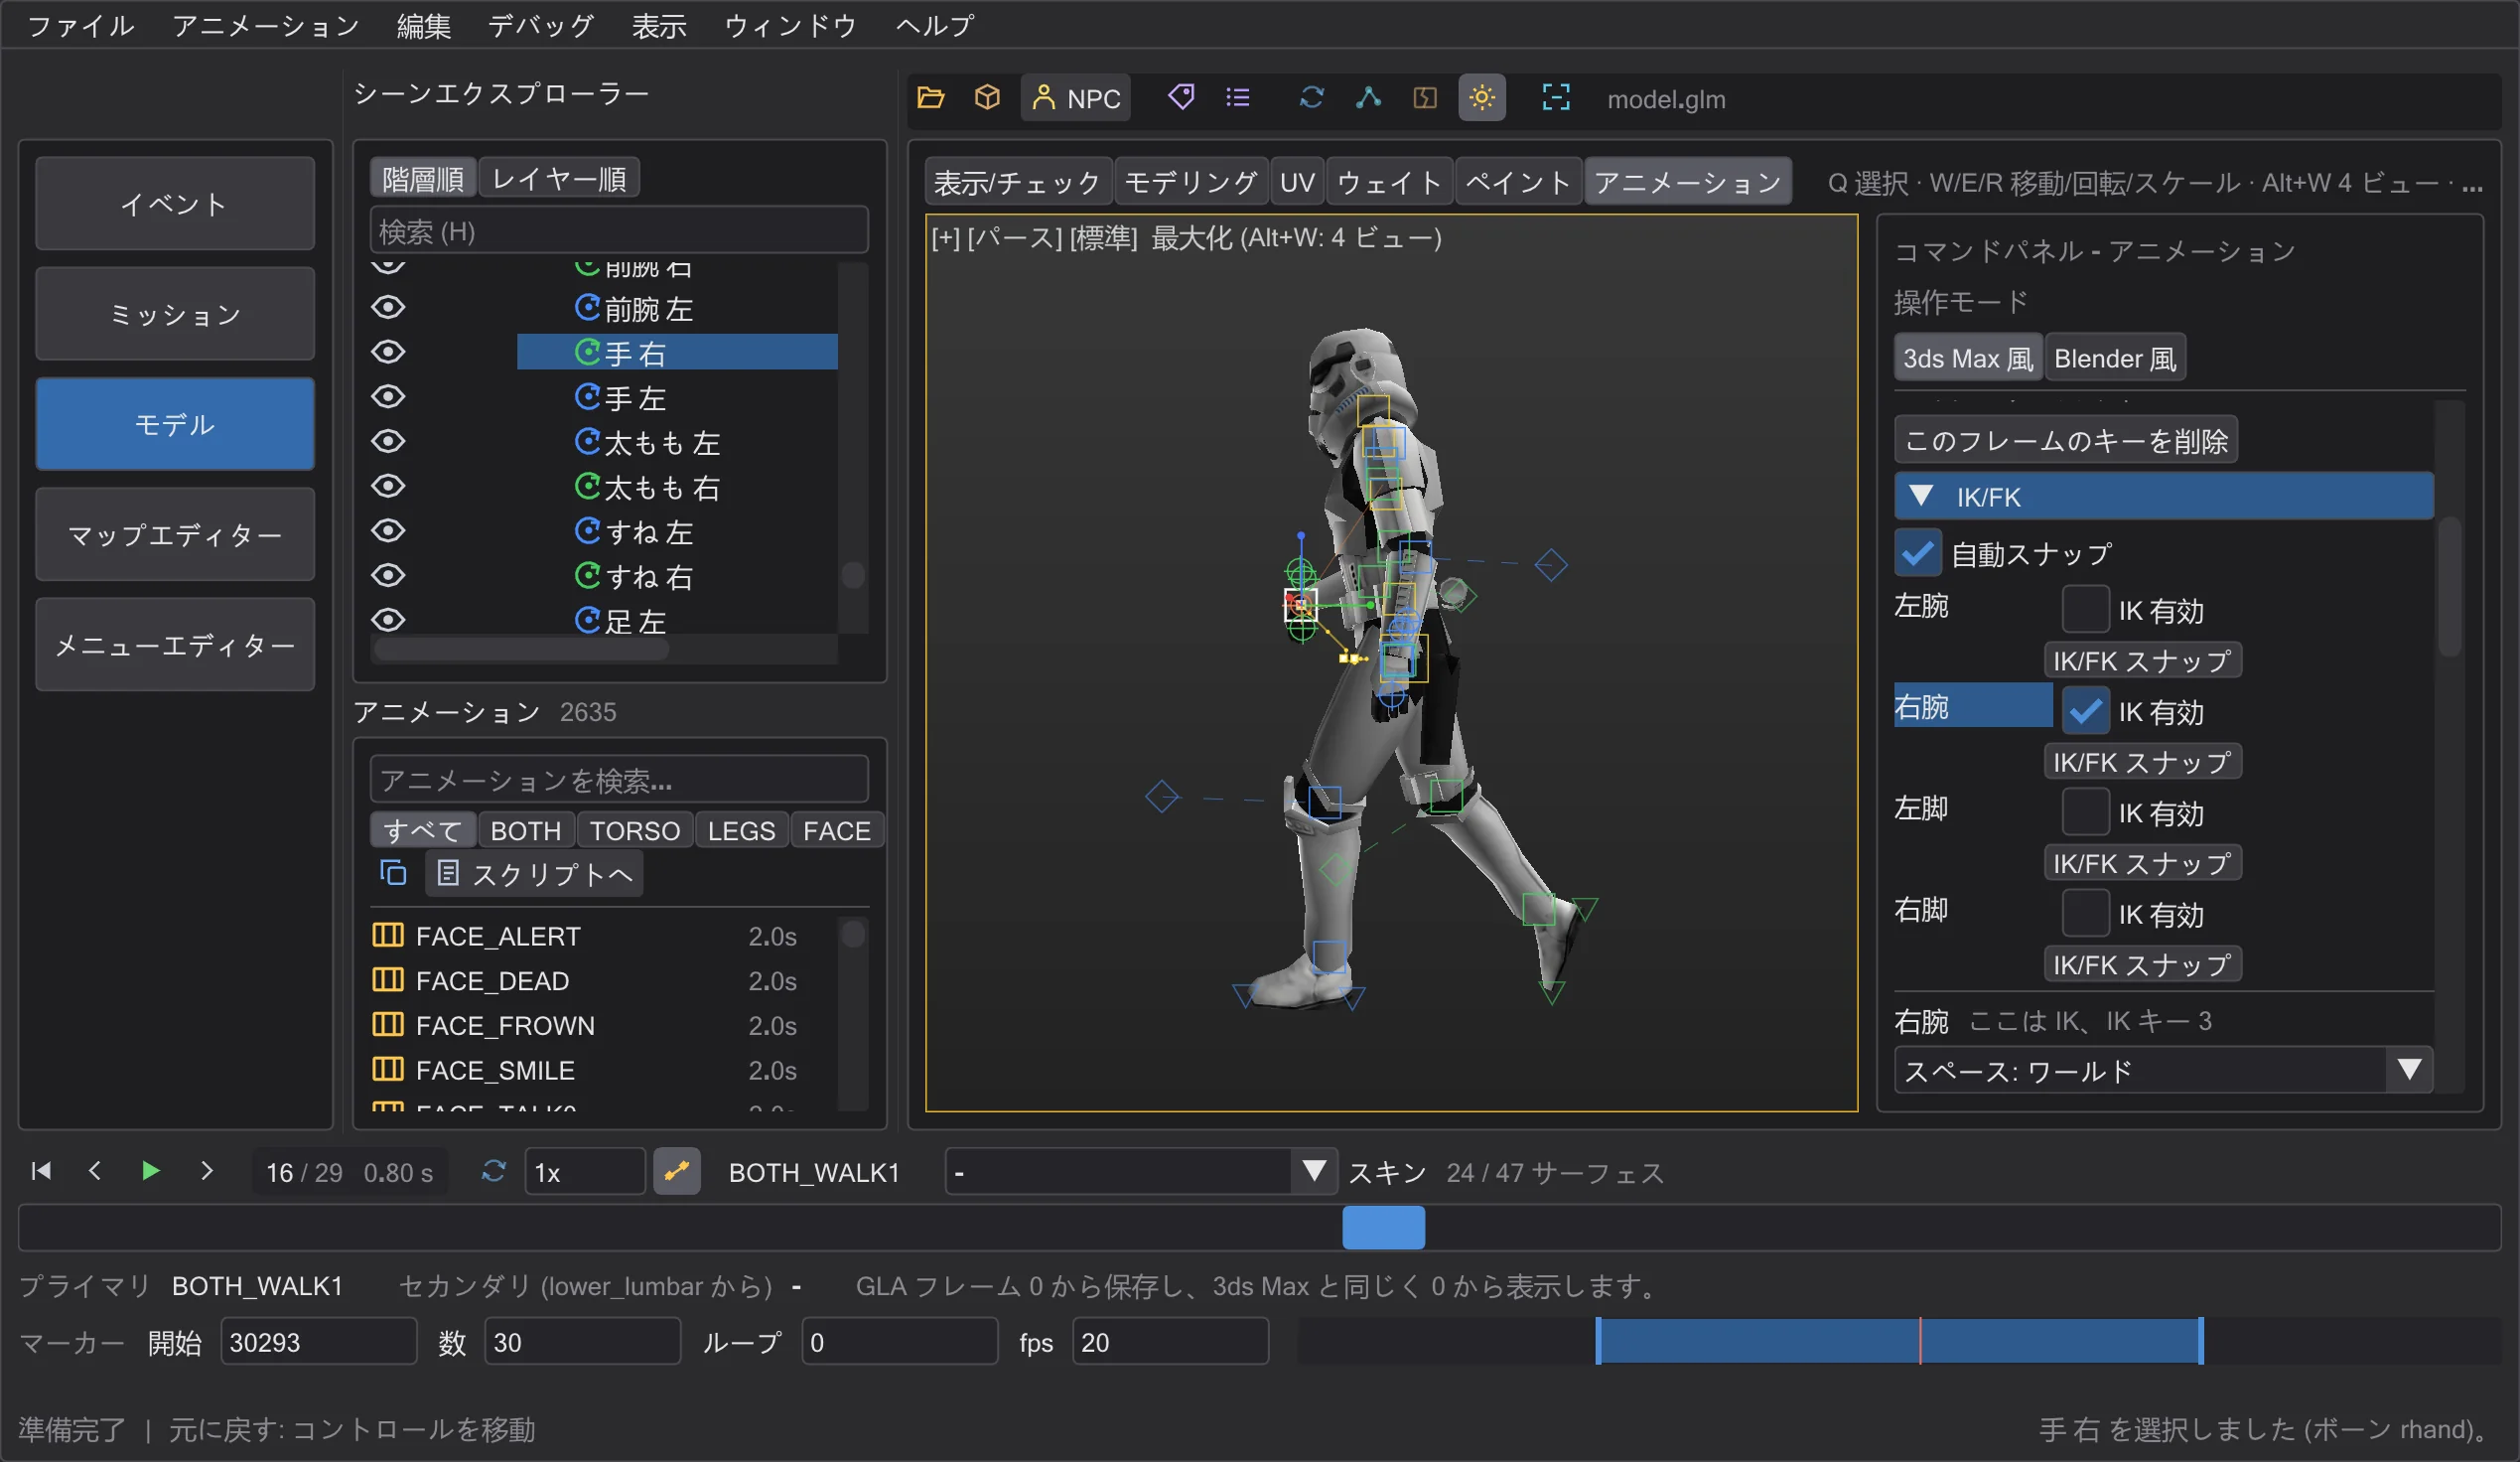 ファイル アニメーション 編集 デバッグ 表示 ウィンドウ ヘルプ
シーンエクスプローラー
NPC model.glm
イベント
ミッション
モデル
マップエディター
メニューエディター
階層順 レイヤー順
検索 (H)
前腕 右
前腕 左
手 右
手 左
太もも 左
太もも 右
すね 左
すね 右
足 左
アニメーション 2635
アニメーションを検索...
すべて BOTH TORSO LEGS FACE
スクリプトへ
FACE_ALERT 2.0s
FACE_DEAD 2.0s
FACE_FROWN 2.0s
FACE_SMILE 2.0s
表示/チェック モデリング UV ウェイト ペイント アニメーション Q 選択 · W/E/R 移動/回転/スケール · Alt+W 4 ビュー · ...
[+] [パース] [標準] 最大化 (Alt+W: 4 ビュー)
コマンドパネル - アニメーション
操作モード
3ds Max 風 Blender 風
このフレームのキーを削除
IK/FK
自動スナップ
左腕 IK 有効
IK/FK スナップ
右腕 IK 有効
IK/FK スナップ
左脚 IK 有効
IK/FK スナップ
右脚 IK 有効
IK/FK スナップ
右腕 ここは IK、IK キー 3
スペース: ワールド
16 / 29 0.80 s 1x BOTH_WALK1 - スキン 24 / 47 サーフェス
プライマリ BOTH_WALK1 セカンダリ (lower_lumbar から) - GLA フレーム 0 から保存し、3ds Max と同じく 0 から表示します。
マーカー 開始 30293 数 30 ループ 0 fps 20
準備完了 | 元に戻す: コントロールを移動 手 右 を選択しました (ボーン rhand)。